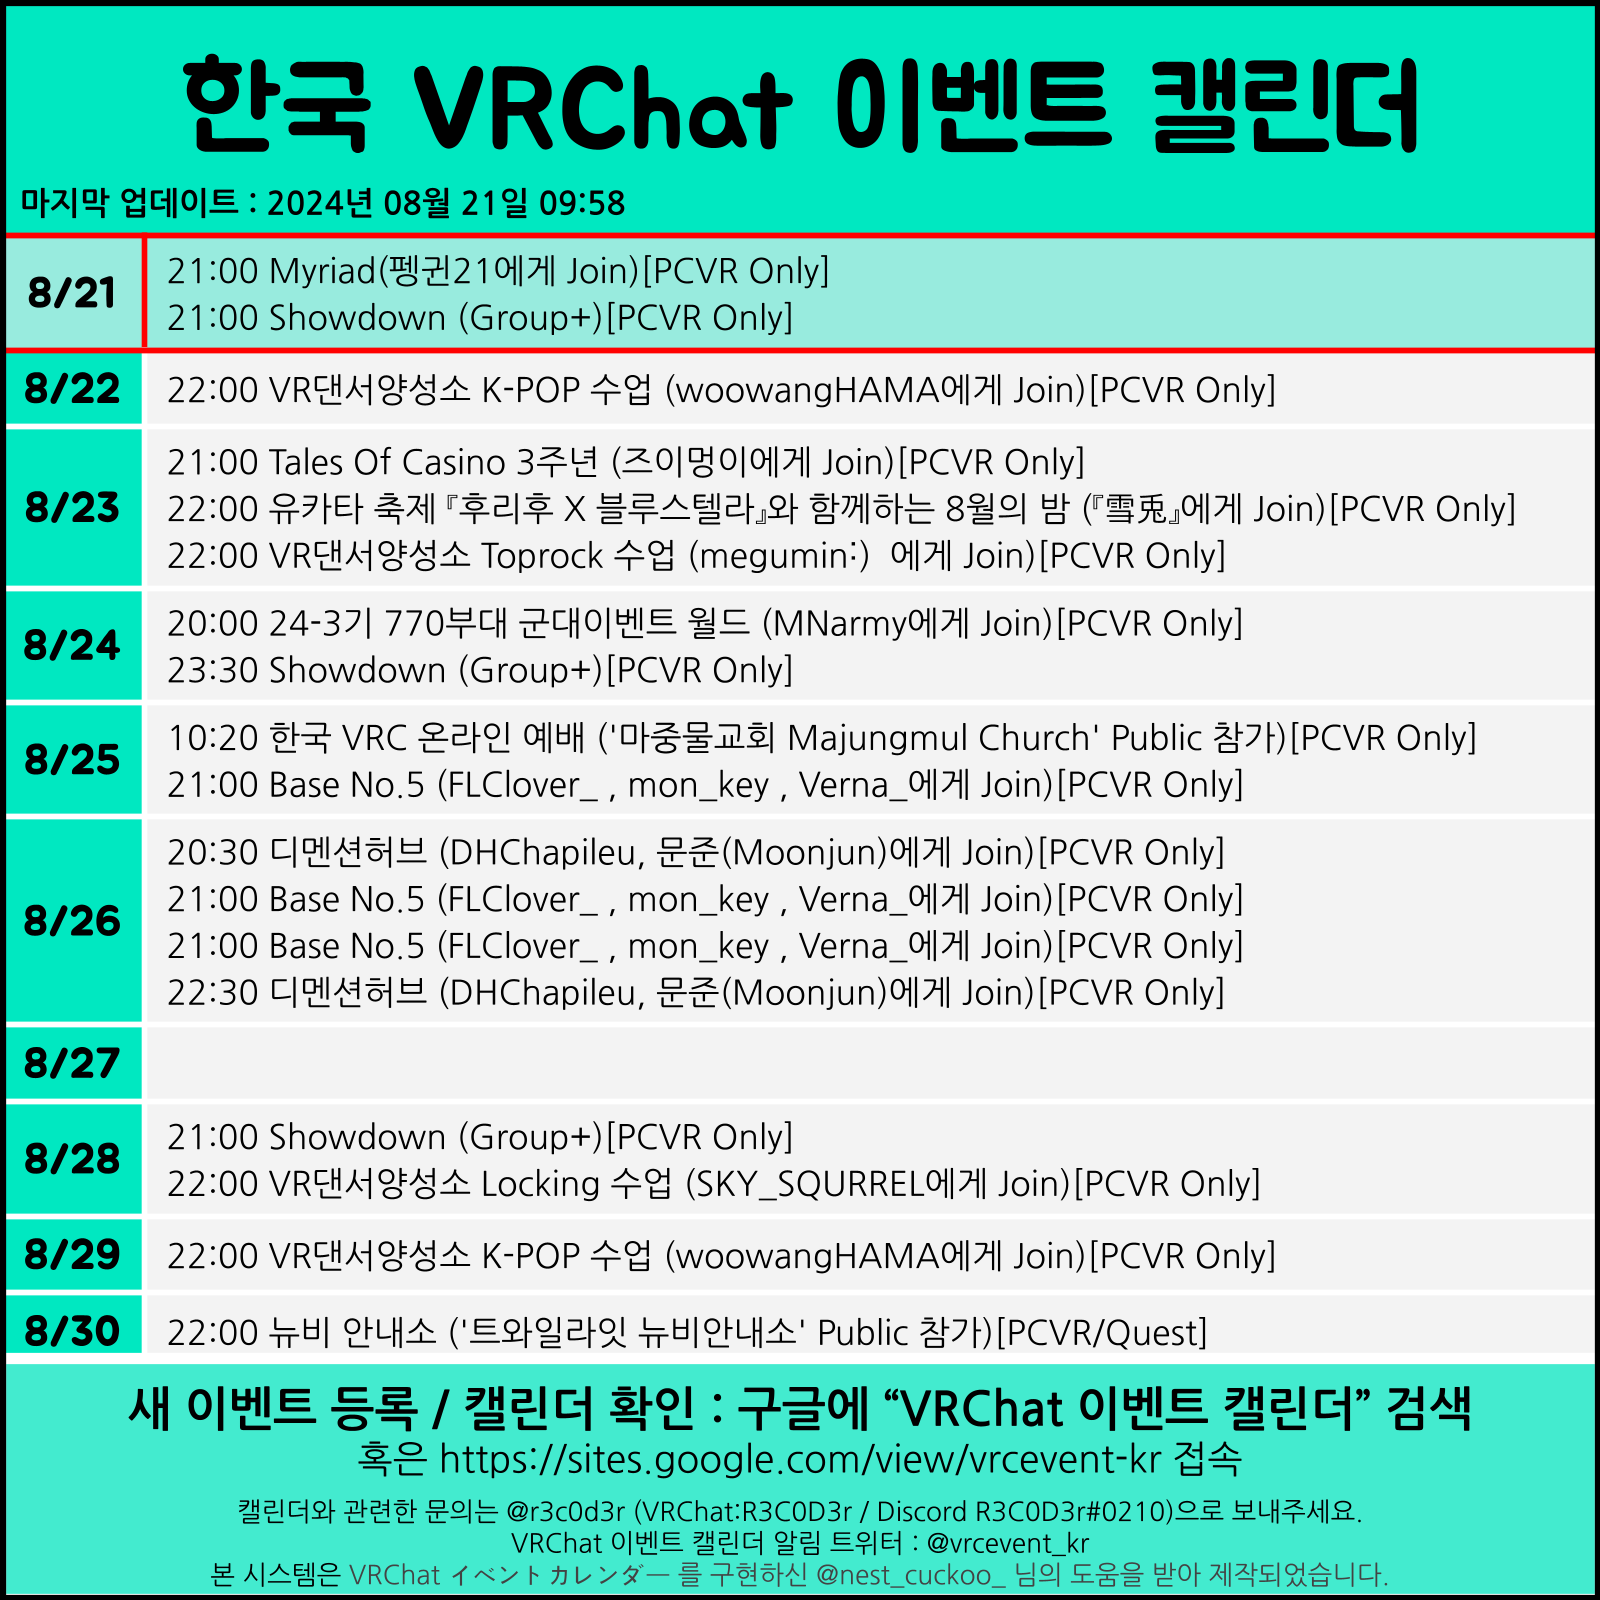 한국 VRChat 이벤트 캘린더
마지막 업데이트 : 2024년 08월 21일 09:58
8/21
21:00 Myriad(펭귄21에게 Join)[PCVR Only]
21:00 Showdown (Group+)[PCVR Only]
8/22
22:00 VR댄서양성소 K-POP 수업 (woowangHAMA에게 Join)[PCVR Only]
8/23
21:00 Tales Of Casino 3주년 (즈이멍이에게 Join)[PCVR Only]
22:00 유카타 축제 『후리후 X 블루스텔라』와 함께하는 8월의 밤 (『雪兎』에게 Join)[PCVR Only]
22:00 VR댄서양성소 Toprock 수업 (megumin:)  에게 Join)[PCVR Only]
8/24
20:00 24-3기 770부대 군대이벤트 월드 (MNarmy에게 Join)[PCVR Only]
23:30 Showdown (Group+)[PCVR Only]
8/25
10:20 한국 VRC 온라인 예배 ('마중물교회 Majungmul Church' Public 참가)[PCVR Only]
21:00 Base No.5 (FLClover_ , mon_key , Verna_에게 Join)[PCVR Only]
8/26
20:30 디멘션허브 (DHChapileu, 문준(Moonjun)에게 Join)[PCVR Only]
21:00 Base No.5 (FLClover_ , mon_key , Verna_에게 Join)[PCVR Only]
21:00 Base No.5 (FLClover_ , mon_key , Verna_에게 Join)[PCVR Only]
22:30 디멘션허브 (DHChapileu, 문준(Moonjun)에게 Join)[PCVR Only]
8/27
8/28
21:00 Showdown (Group+)[PCVR Only]
22:00 VR댄서양성소 Locking 수업 (SKY_SQURREL에게 Join)[PCVR Only]
8/29
22:00 VR댄서양성소 K-POP 수업 (woowangHAMA에게 Join)[PCVR Only]
8/30
22:00 뉴비 안내소 ('트와일라잇 뉴비안내소' Public 참가)[PCVR/Quest]
새 이벤트 등록 / 캘린더 확인 : 구글에 “VRChat 이벤트 캘린더” 검색
혹은 https://sites.google.com/view/vrcevent-kr 접속
캘린더와 관련한 문의는 @r3c0d3r (VRChat:R3C0D3r / Discord R3C0D3r#0210)으로 보내주세요.
VRChat 이벤트 캘린더 알림 트위터 : @vrcevent_kr
본 시스템은 VRChat イベントカレンダー 를 구현하신 @nest_cuckoo_ 님의 도움을 받아 제작되었습니다.